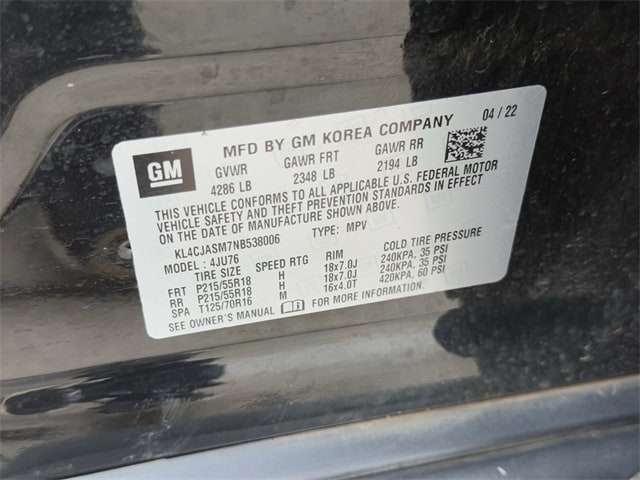 GM
MFD BY GM KOREA COMPANY 04 / 22
GVWR GAWR FRT GAWR RR
4286 LB 2348 LB 2194 LB
THIS VEHICLE CONFORMS TO ALL APPLICABLE U.S. FEDERAL MOTOR
VEHICLE SAFETY AND THEFT PREVENTION STANDARDS IN EFFECT
ON THE DATE OF MANUFACTURE SHOWN ABOVE.
KL4CJASM7NB538006 TYPE: MPV
MODEL: 4JU76
TIRE SIZE SPEED RTG RIM COLD TIRE PRESSURE
FRT P215/55R18 H 18x7.0J 240KPA, 35 PSI
RR P215/55R18 H 18x7.0J 240KPA, 35 PSI
SPA T125/70R16 M 16x4.0T 420KPA, 60 PSI
SEE OWNER'S MANUAL FOR MORE INFORMATION.